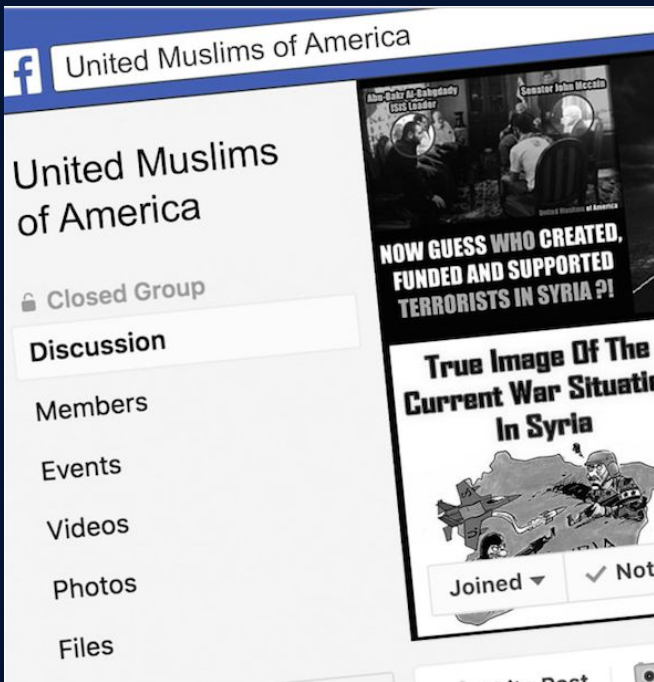 f United Muslims of America
United Muslims
of America
Closed Group
Discussion
Members
Events
Videos
Photos
Files
Abu-Bakr Al-Bahgdady
ISIS Leader
Senator John Mccain
United Muslims of America
NOW GUESS WHO CREATED,
FUNDED AND SUPPORTED
TERRORISTS IN SYRIA ?!
True Image Of The
Current War Situatio
In Syria
Joined
Not